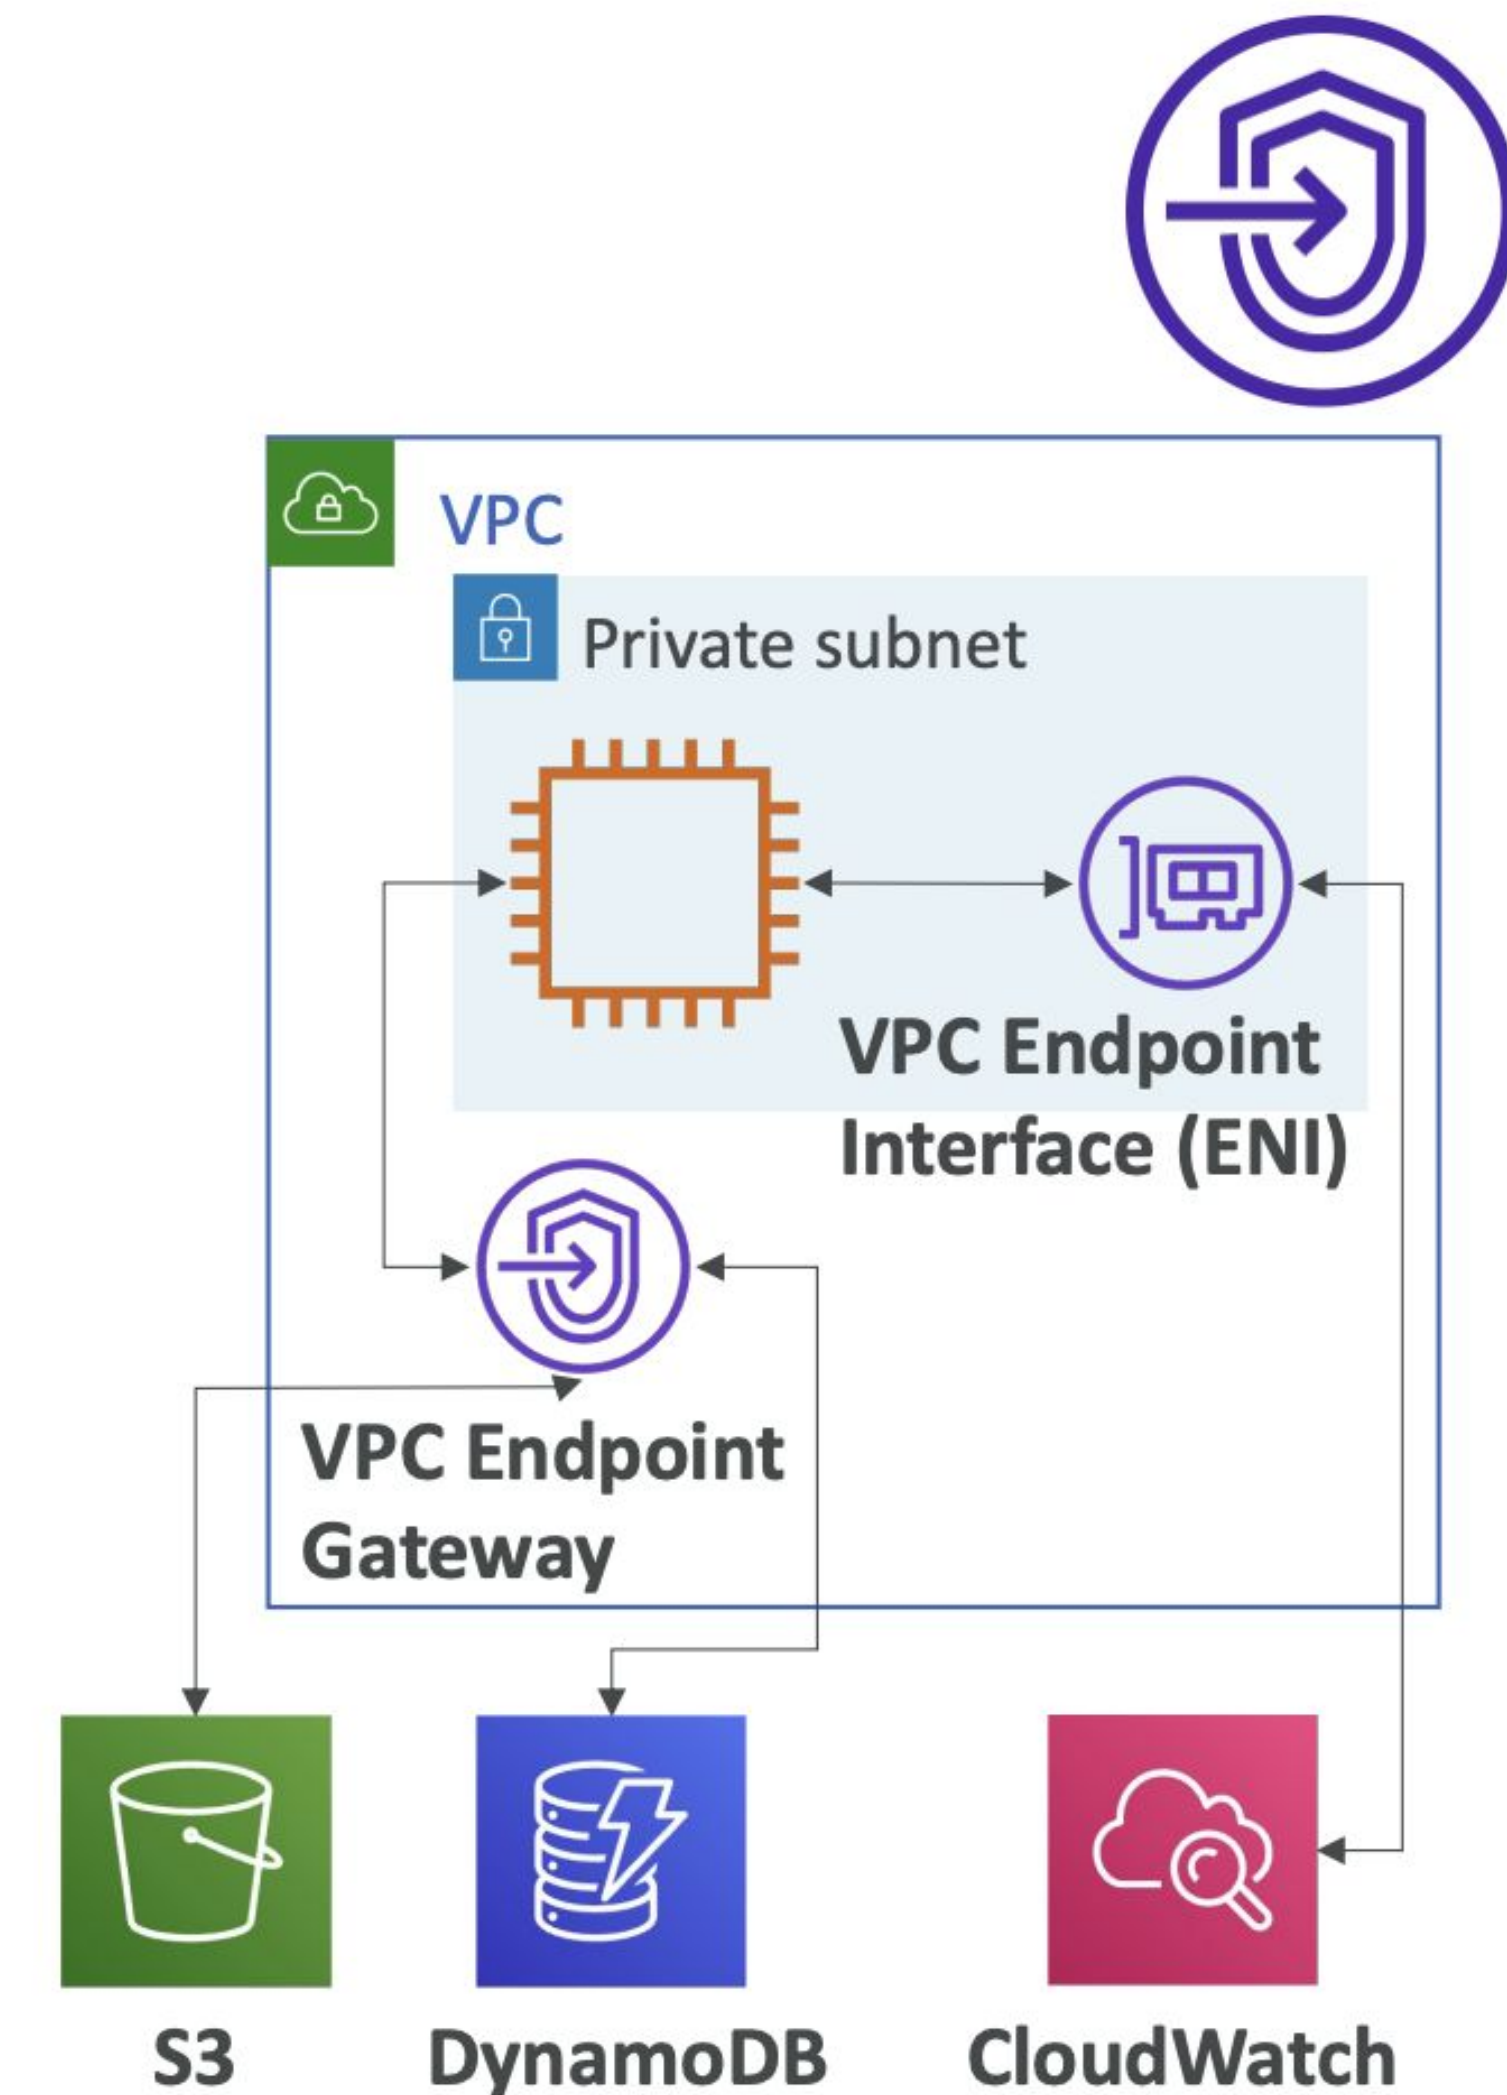 VPC
Private subnet
VPC Endpoint
Interface (ENI)
VPC Endpoint
Gateway
S3
DynamoDB
CloudWatch